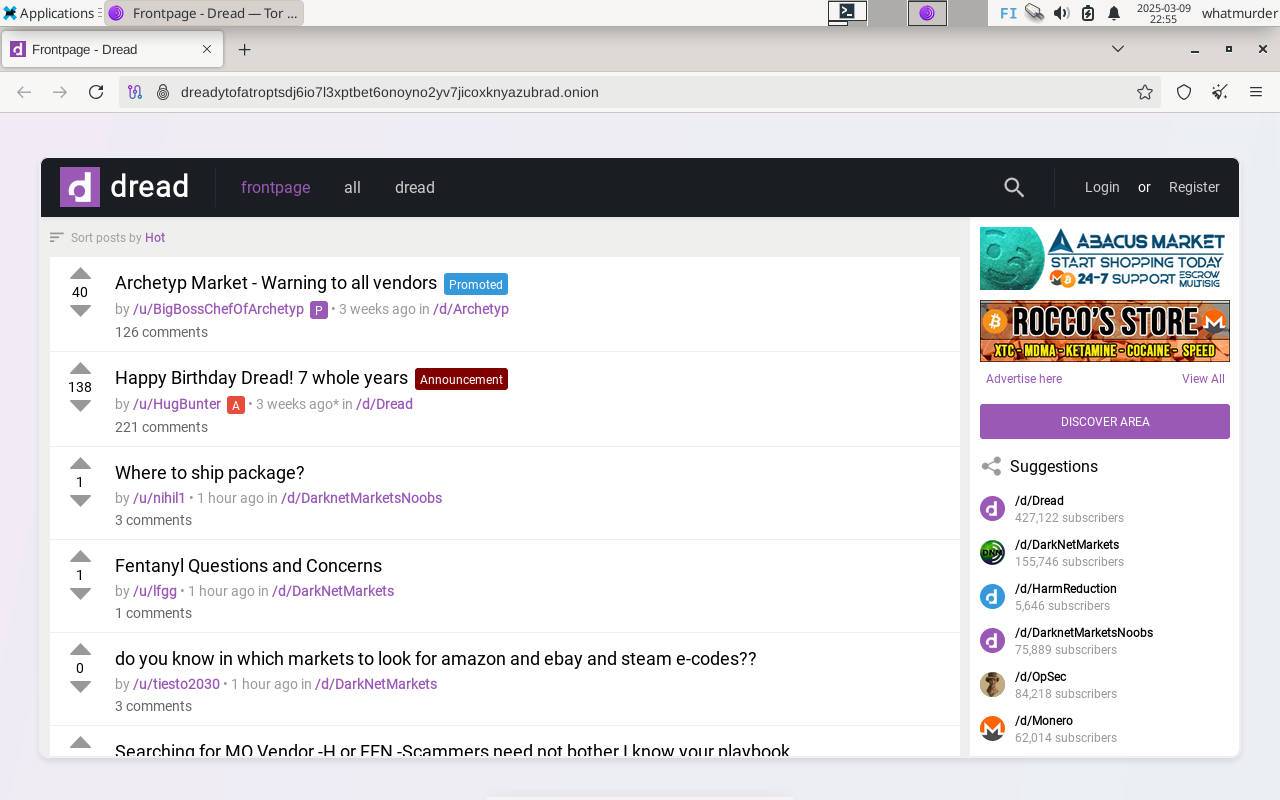 Applications
Frontpage - Dread — Tor ...
FI
2025-03-09
22:55
whatmurder
Frontpage - Dread
dreadytofatroptsdj6io7l3xptbet6onoyno2yv7jicoxknyazubrad.onion
dread
frontpage
all
dread
Login or Register
Sort posts by Hot
40
Archetyp Market - Warning to all vendors Promoted
by /u/BigBossChefOfArchetyp P • 3 weeks ago in /d/Archetyp
126 comments
138
Happy Birthday Dread! 7 whole years Announcement
by /u/HugBunter A • 3 weeks ago* in /d/Dread
221 comments
1
Where to ship package?
by /u/nihil1 • 1 hour ago in /d/DarknetMarketsNoobs
3 comments
1
Fentanyl Questions and Concerns
by /u/lfgg • 1 hour ago in /d/DarkNetMarkets
1 comments
0
do you know in which markets to look for amazon and ebay and steam e-codes??
by /u/tiesto2030 • 1 hour ago in /d/DarkNetMarkets
3 comments
Searching for MO Vendor -H or FEN -Scammers need not bother I know your playbook
ABACUS MARKET
START SHOPPING TODAY
24-7 SUPPORT ESCROW
MULTISIG
ROCCO'S STORE
XTC - MDMA - KETAMINE - COCAINE - SPEED
Advertise here
View All
DISCOVER AREA
Suggestions
/d/Dread
427,122 subscribers
DNM
/d/DarkNetMarkets
155,746 subscribers
/d/HarmReduction
5,646 subscribers
/d/DarknetMarketsNoobs
75,889 subscribers
/d/OpSec
84,218 subscribers
/d/Monero
62,014 subscribers